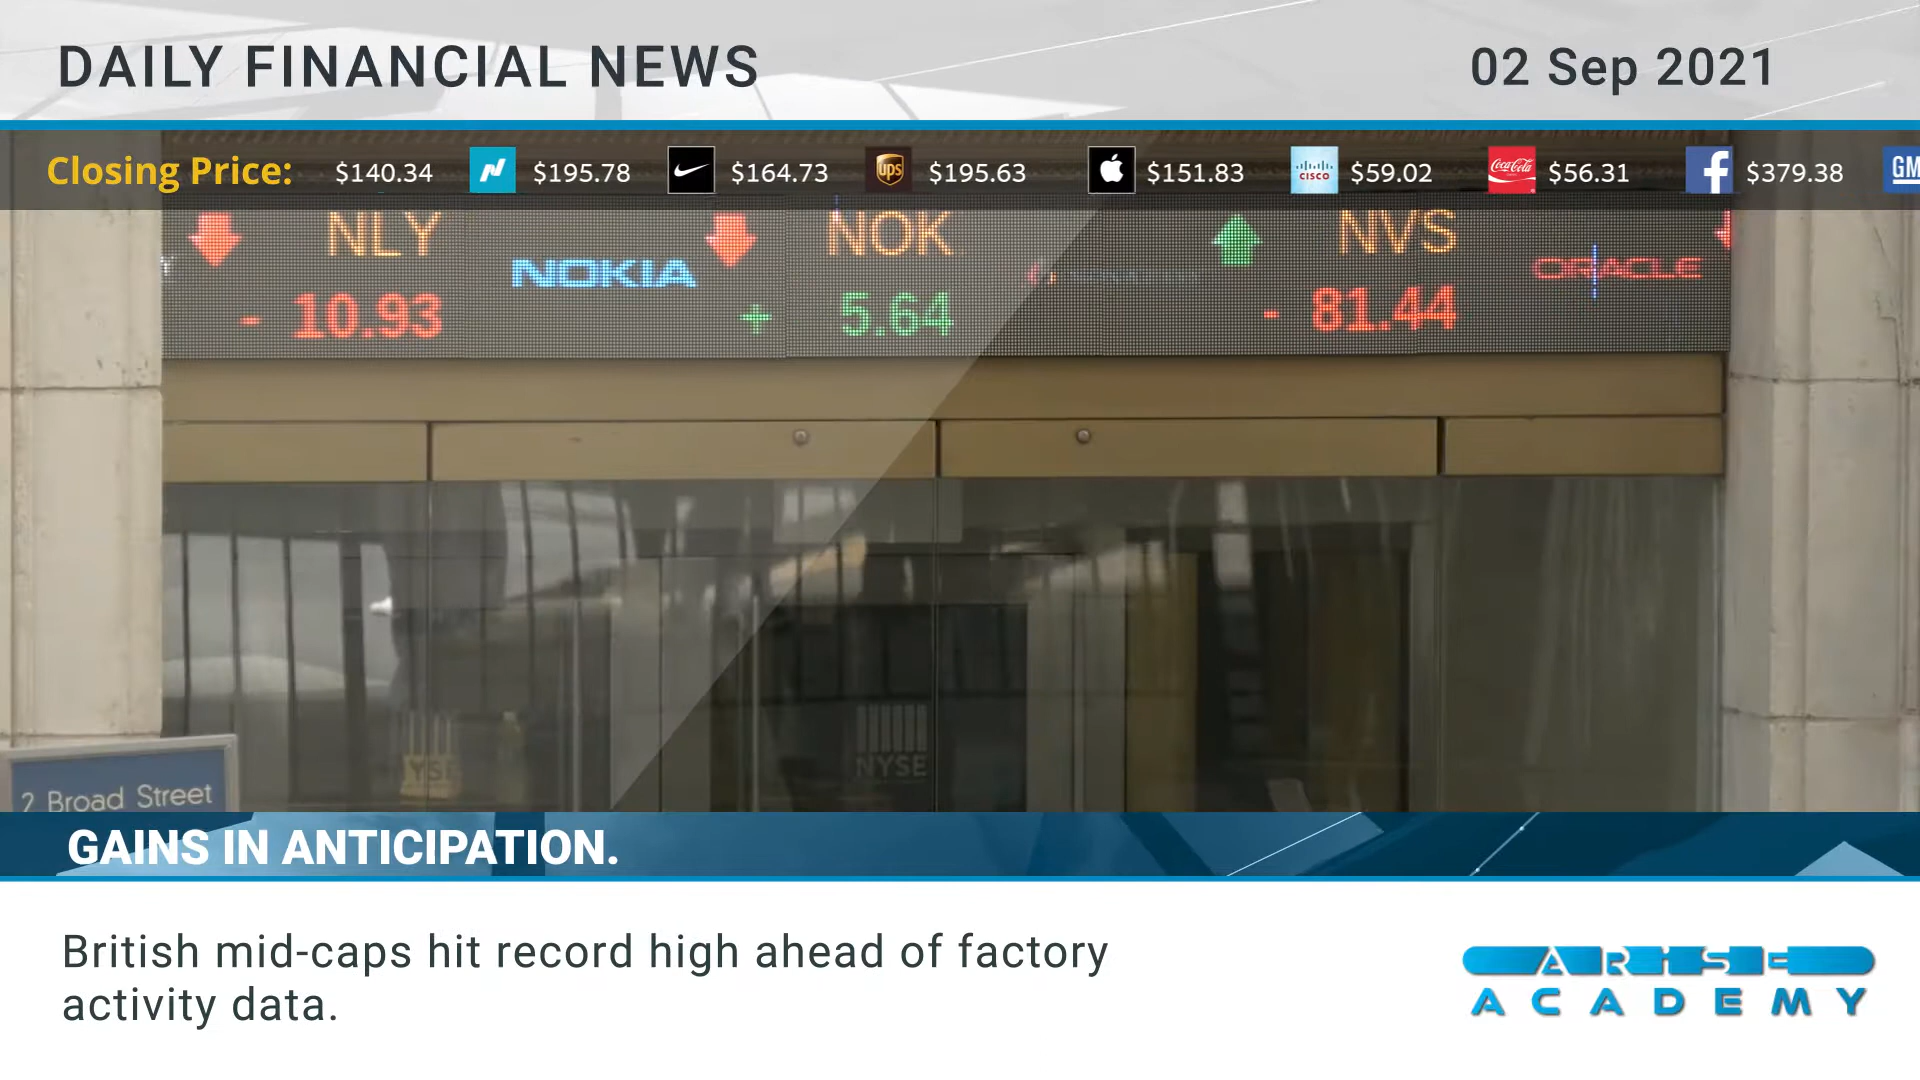 DAILY FINANCIAL NEWS
02 Sep 2021
Closing Price: $140.34 $195.78 $164.73 ups $195.63 $151.83 CISCO $59.02 Coca-Cola $56.31 f $379.38 GM
NLY NOK NVS
NOKIA ORACLE
- 10.93 + 5.64 - 81.44
NYSE
2 Broad Street
GAINS IN ANTICIPATION.
British mid-caps hit record high ahead of factory
activity data.
ARISE
ACADEMY